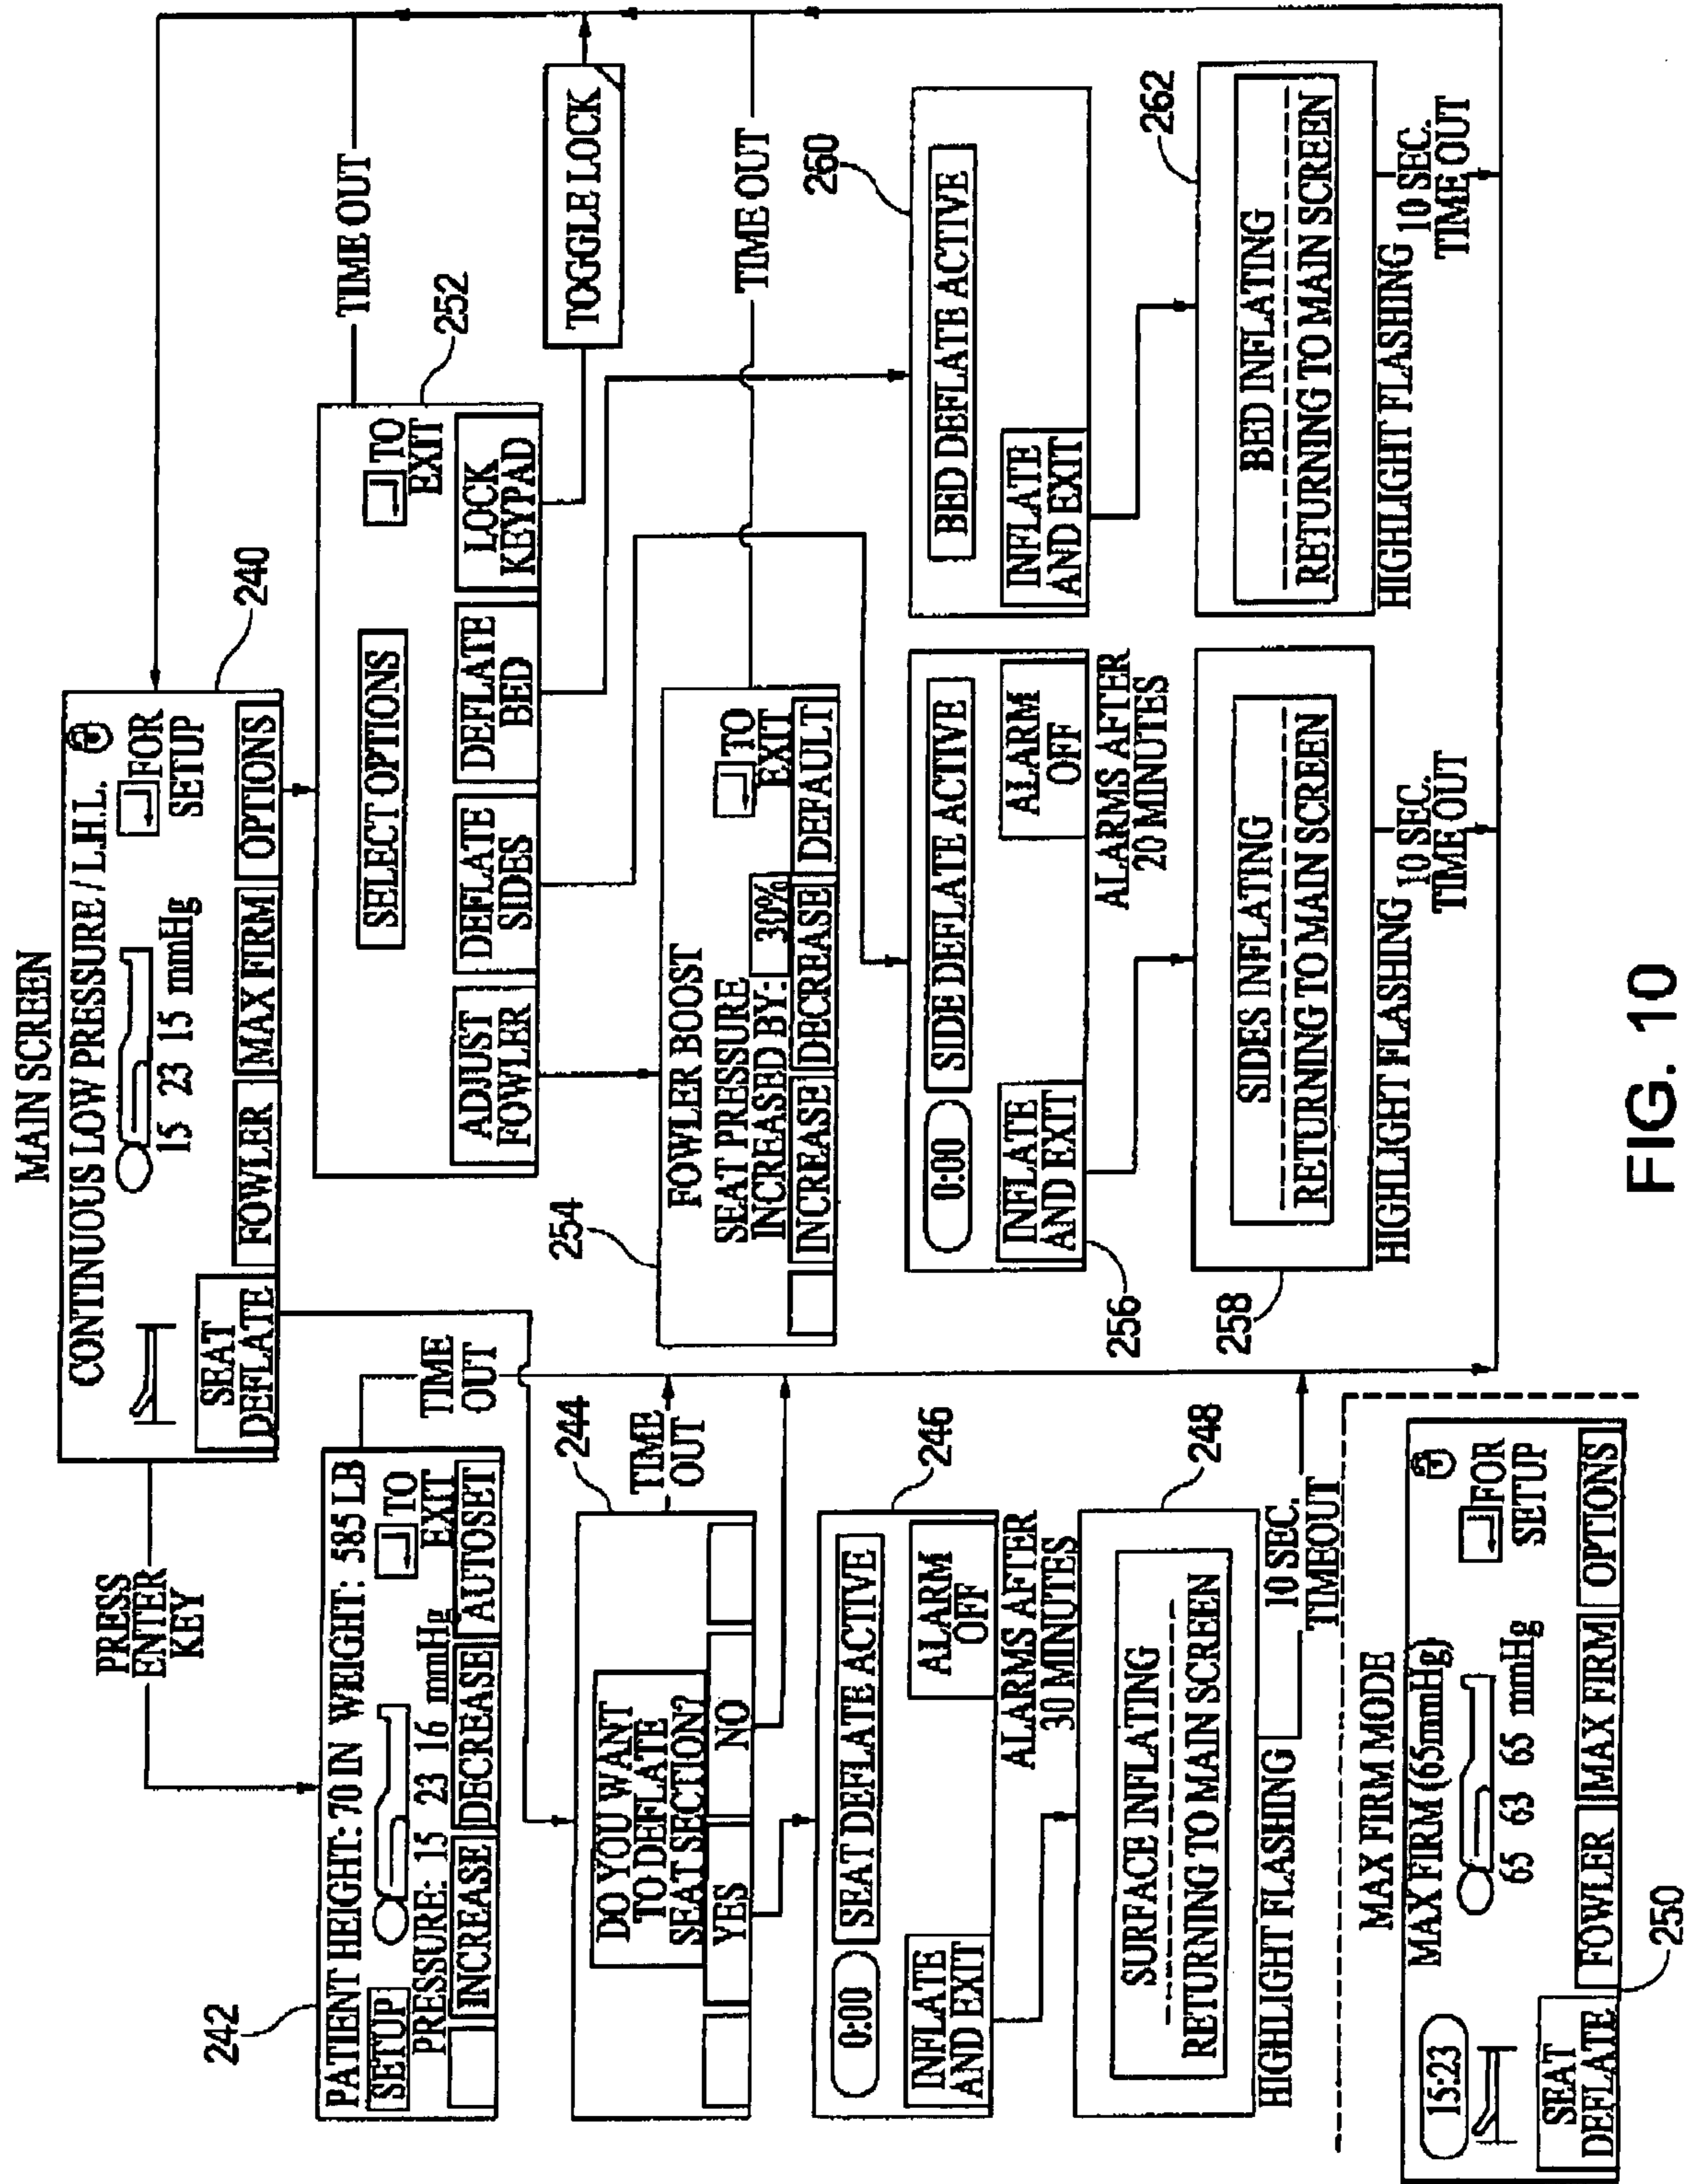 MAIN SCREEN
CONTINUOUS LOW PRESSURE / L.H.L.
FOR
SETUP
15 23 15 mmHg
SEAT
DEFLATE
FOWLER
MAX FIRM
OPTIONS
240
PRESS
ENTER
KEY
242
PATIENT HEIGHT: 70 IN WEIGHT: 585 LB
SETUP
TO
EXIT
PRESSURE: 15 23 16 mmHg
INCREASE
DECREASE
AUTOSET
TIME
OUT
244
DO YOU WANT
TO DEFLATE
SEAT SECTION?
YES
NO
TIME
OUT
246
0:00
SEAT DEFLATE ACTIVE
INFLATE
AND EXIT
ALARM
OFF
ALARMS AFTER
30 MINUTES
248
SURFACE INFLATING
RETURNING TO MAIN SCREEN
HIGHLIGHT FLASHING
10 SEC.
TIMEOUT
MAX FIRM MODE
15:23
MAX FIRM (65mmHg)
FOR
SETUP
65 63 65 mmHg
SEAT
DEFLATE
FOWLER
MAX FIRM
OPTIONS
250
252
SELECT OPTIONS
TO
EXIT
ADJUST
FOWLER
DEFLATE
SIDES
DEFLATE
BED
LOCK
KEYPAD
TIME OUT
TOGGLE LOCK
254
FOWLER BOOST
SEAT PRESSURE
INCREASED BY: 30%
TO
EXIT
INCREASE
DECREASE
DEFAULT
TIME OUT
256
0:00
SIDE DEFLATE ACTIVE
INFLATE
AND EXIT
ALARM
OFF
ALARMS AFTER
20 MINUTES
258
SIDES INFLATING
RETURNING TO MAIN SCREEN
HIGHLIGHT FLASHING
10 SEC.
TIME OUT
260
BED DEFLATE ACTIVE
INFLATE
AND EXIT
262
BED INFLATING
RETURNING TO MAIN SCREEN
HIGHLIGHT FLASHING
10 SEC.
TIME OUT
FIG. 10